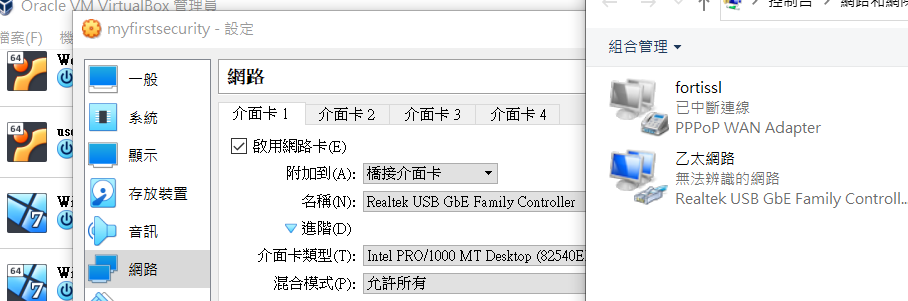 Oracle VM VirtualBox 管理員
檔案(F) 機
64
We
64
use
Wi
64
Wi
myfirstsecurity - 設定
一般
系統
顯示
存放裝置
音訊
網路
網路
介面卡 1 介面卡 2 介面卡 3 介面卡 4
啟用網路卡(E)
附加到(A): 橋接介面卡
名稱(N): Realtek USB GbE Family Controller
進階(D)
介面卡類型(T): Intel PRO/1000 MT Desktop (82540E
混合模式(P): 允許所有
控制台 網路和網
組合管理
fortissl
已中斷連線
PPPoP WAN Adapter
乙太網路
無法辨識的網路
Realtek USB GbE Family Controll...